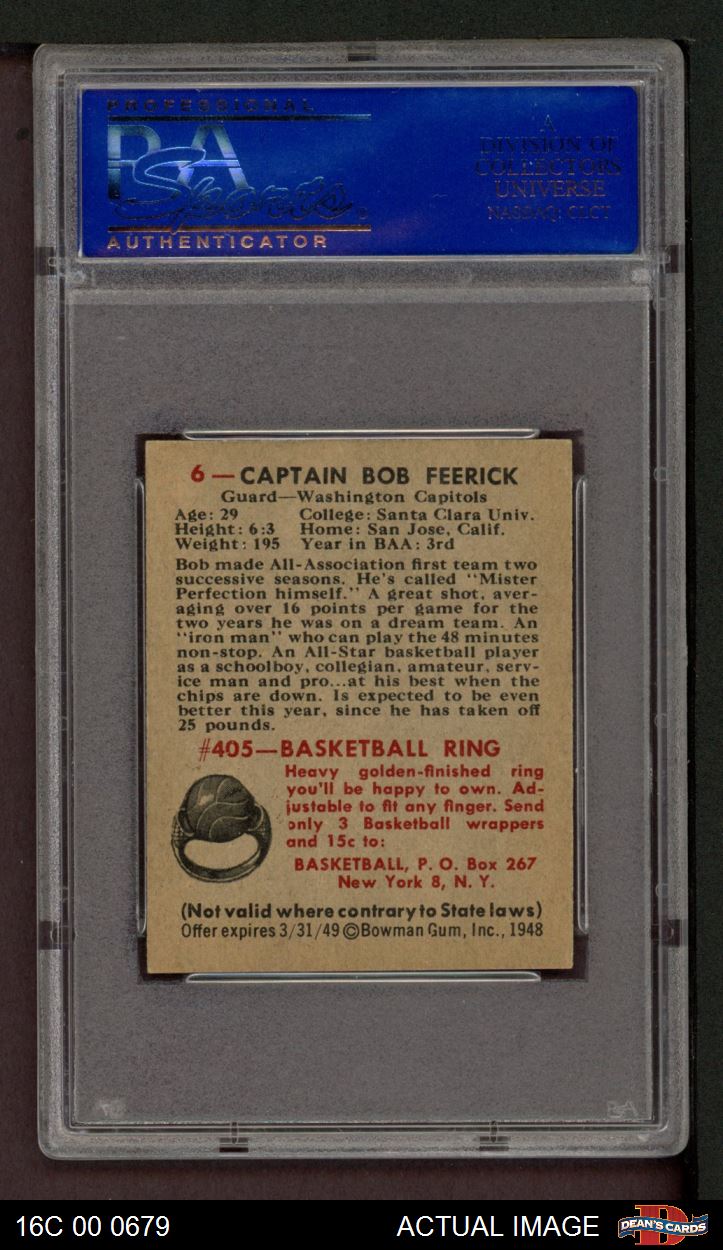 PROFESSIONAL
PSA
Sports
AUTHENTICATOR
A
DIVISION OF
COLLECTORS
UNIVERSE
NASDAQ: CLCT
6—CAPTAIN BOB FEERICK
Guard—Washington Capitols
Age: 29 College: Santa Clara Univ.
Height: 6:3 Home: San Jose, Calif.
Weight: 195 Year in BAA: 3rd
Bob made All-Association first team two
successive seasons. He's called "Mister
Perfection himself." A great shot, aver-
aging over 16 points per game for the
two years he was on a dream team. An
"iron man" who can play the 48 minutes
non-stop. An All-Star basketball player
as a schoolboy, collegian, amateur, serv-
ice man and pro...at his best when the
chips are down. Is expected to be even
better this year, since he has taken off
25 pounds.
#405—BASKETBALL RING
Heavy golden-finished ring
you'll be happy to own. Ad-
justable to fit any finger. Send
only 3 Basketball wrappers
and 15c to:
BASKETBALL, P. O. Box 267
New York 8, N. Y.
(Not valid where contrary to State laws)
Offer expires 3/31/49 ©Bowman Gum, Inc., 1948
PSA
16C 00 0679
ACTUAL IMAGE
DEAN'S CARDS